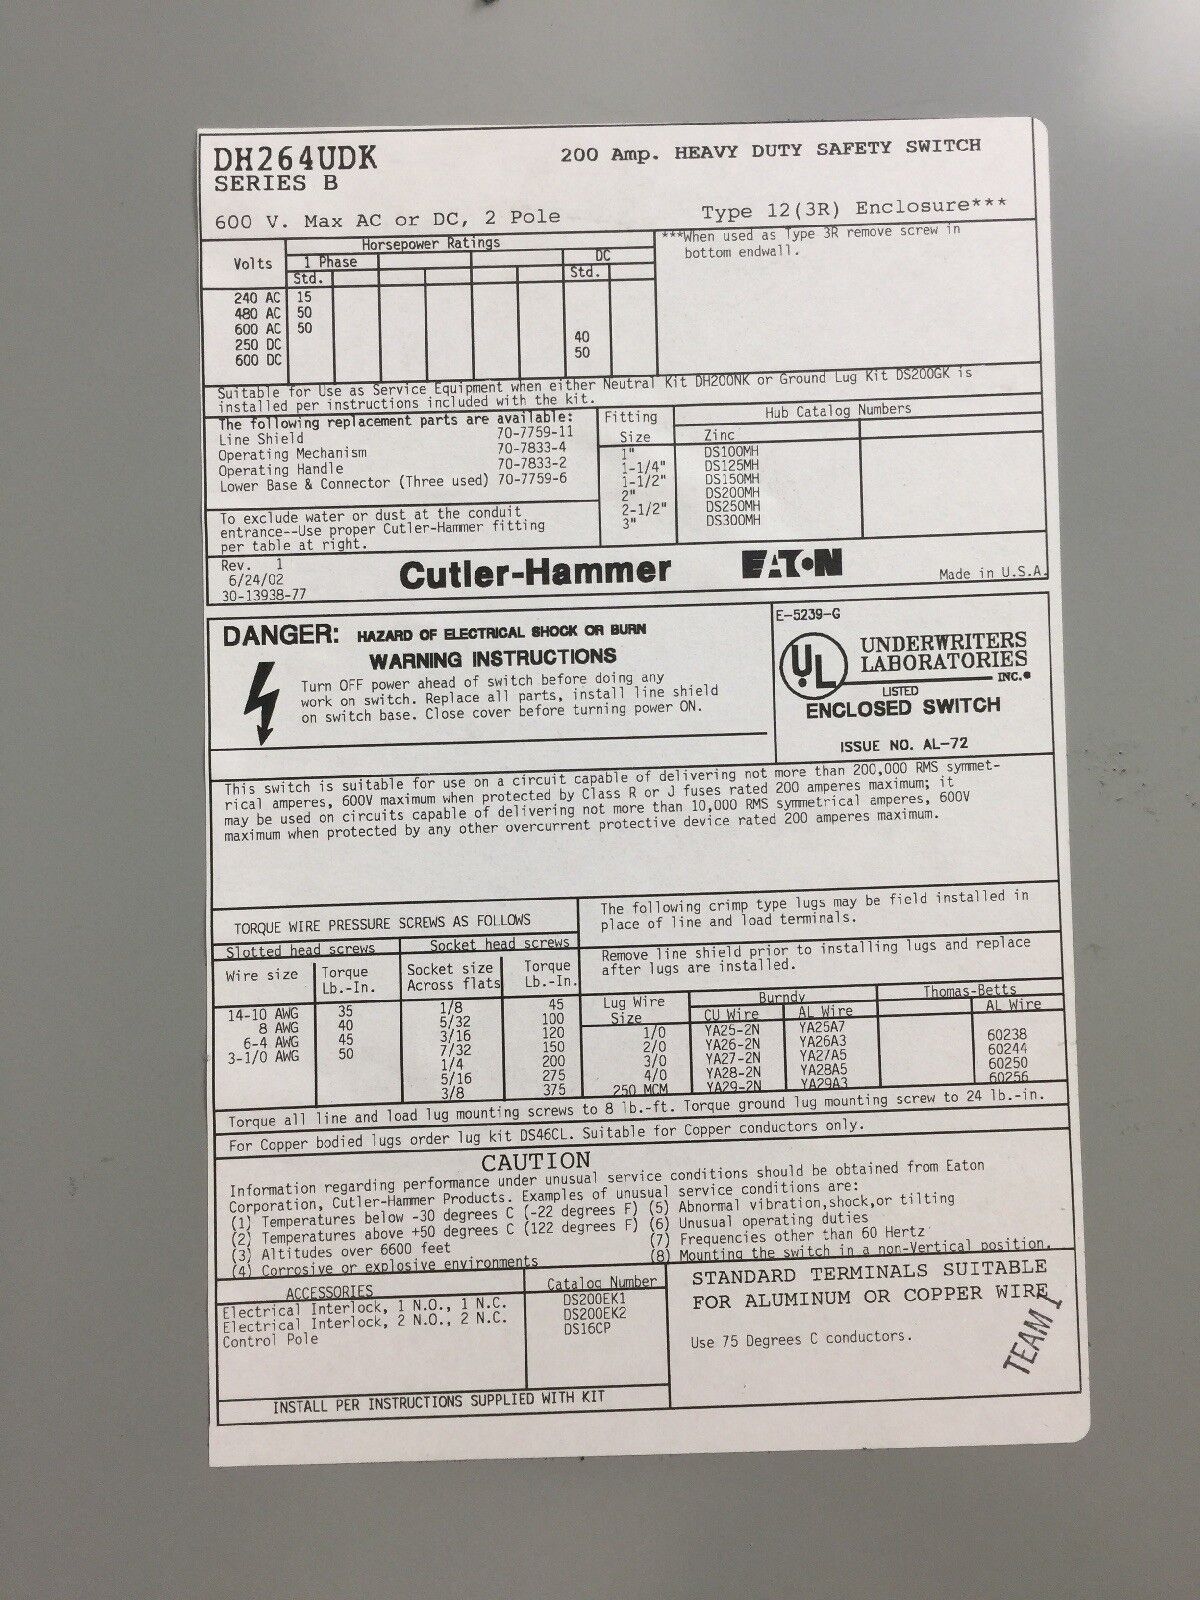 DH264UDK
200 Amp. HEAVY DUTY SAFETY SWITCH
SERIES B
600 V. Max AC or DC, 2 Pole
Type 12(3R) Enclosure***
Horsepower Ratings
Volts
1 Phase
DC
Std.
Std.
240 AC 15
480 AC 50
600 AC 50
250 DC 40
600 DC 50
***When used as Type 3R remove screw in
bottom endwall.
Suitable for Use as Service Equipment when either Neutral Kit DH200NK or Ground Lug Kit DS200GK is
installed per instructions included with the kit.
The following replacement parts are available:
Line Shield 70-7759-11
Operating Mechanism 70-7833-4
Operating Handle 70-7833-2
Lower Base & Connector (Three used) 70-7759-6
To exclude water or dust at the conduit
entrance--Use proper Cutler-Hammer fitting
per table at right.
Fitting
Size
Hub Catalog Numbers
Zinc
1" DS100MH
1-1/4" DS125MH
1-1/2" DS150MH
2" DS200MH
2-1/2" DS250MH
3" DS300MH
Rev. 1
6/24/02
30-13938-77
Cutler-Hammer
EATON
Made in U.S.A.
DANGER: HAZARD OF ELECTRICAL SHOCK OR BURN
WARNING INSTRUCTIONS
Turn OFF power ahead of switch before doing any
work on switch. Replace all parts, install line shield
on switch base. Close cover before turning power ON.
E-5239-G
UL
UNDERWRITERS
LABORATORIES
INC.®
LISTED
ENCLOSED SWITCH
ISSUE NO. AL-72
This switch is suitable for use on a circuit capable of delivering not more than 200,000 RMS symmet-
rical amperes, 600V maximum when protected by Class R or J fuses rated 200 amperes maximum; it
may be used on circuits capable of delivering not more than 10,000 RMS symmetrical amperes, 600V
maximum when protected by any other overcurrent protective device rated 200 amperes maximum.
TORQUE WIRE PRESSURE SCREWS AS FOLLOWS
Slotted head screws
Socket head screws
Wire size
Torque
Lb.-In.
Socket size
Across flats
Torque
Lb.-In.
14-10 AWG 35
8 AWG 40
6-4 AWG 45
3-1/0 AWG 50
1/8 45
5/32 100
3/16 120
7/32 150
1/4 200
5/16 275
3/8 375
The following crimp type lugs may be field installed in
place of line and load terminals.
Remove line shield prior to installing lugs and replace
after lugs are installed.
Lug Wire
Size
Burndy
CU Wire
AL Wire
Thomas-Betts
AL Wire
1/0 YA25-2N YA25A7 60238
2/0 YA26-2N YA26A3 60244
3/0 YA27-2N YA27A5 60250
4/0 YA28-2N YA28A5 60256
250 MCM YA29-2N YA29A3
Torque all line and load lug mounting screws to 8 lb.-ft. Torque ground lug mounting screw to 24 lb.-in.
For Copper bodied lugs order lug kit DS46CL. Suitable for Copper conductors only.
CAUTION
Information regarding performance under unusual service conditions should be obtained from Eaton
Corporation, Cutler-Hammer Products. Examples of unusual service conditions are:
(1) Temperatures below -30 degrees C (-22 degrees F)
(2) Temperatures above +50 degrees C (122 degrees F)
(3) Altitudes over 6600 feet
(4) Corrosive or explosive environments
(5) Abnormal vibration,shock,or tilting
(6) Unusual operating duties
(7) Frequencies other than 60 Hertz
(8) Mounting the switch in a non-Vertical position.
ACCESSORIES
Catalog Number
Electrical Interlock, 1 N.O., 1 N.C. DS200EK1
Electrical Interlock, 2 N.O., 2 N.C. DS200EK2
Control Pole DS16CP
INSTALL PER INSTRUCTIONS SUPPLIED WITH KIT
STANDARD TERMINALS SUITABLE
FOR ALUMINUM OR COPPER WIRE
Use 75 Degrees C conductors.
TEAM 1